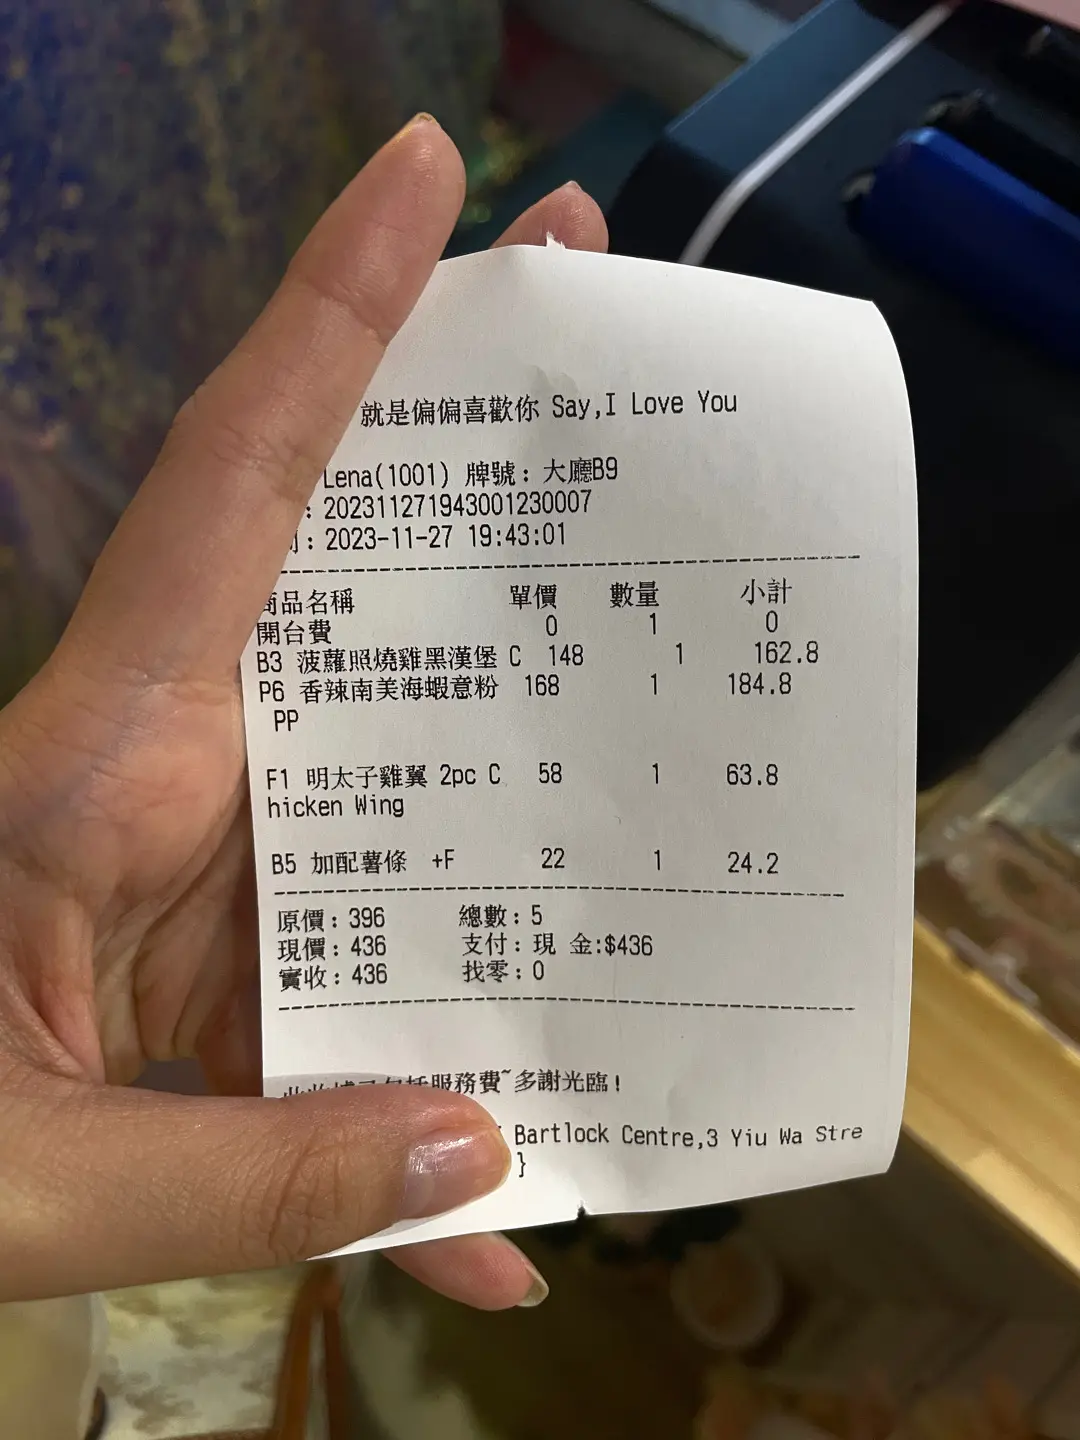 就是偏偏喜歡你 Say,I Love You
Lena(1001) 牌號: 大廳B9
: 202311271943001230007
: 2023-11-27 19:43:01
商品名稱 單價 數量 小計
開台費 0 1 0
B3 菠蘿照燒雞黑漢堡 C 148 1 162.8
P6 香辣南美海蝦意粉 168 1 184.8
PP
F1 明太子雞翼 2pc C 58 1 63.8
hicken Wing
B5 加配薯條 +F 22 1 24.2
原價: 396 總數: 5
現價: 436 支付: 現 金:$436
實收: 436 找零: 0
服務費~多謝光臨!
Bartlock Centre,3 Yiu Wa Stre
}